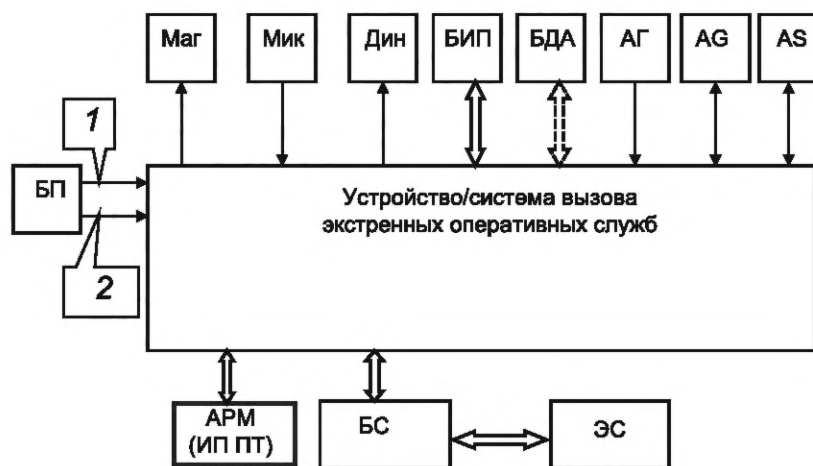 Маг Мик Дин БИП БДА АГ AG AS
1
БП
2
Устройство/система вызова
экстренных оперативных служб
АРМ
(ИП ПТ)
БС
ЭС